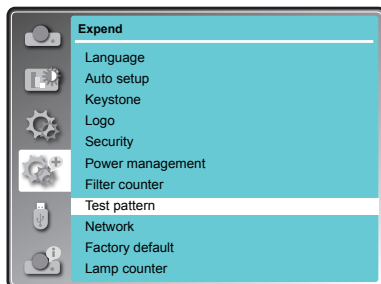 Expend
Language
Auto setup
Keystone
Logo
Security
Power management
Filter counter
Test pattern
Network
Factory default
Lamp counter